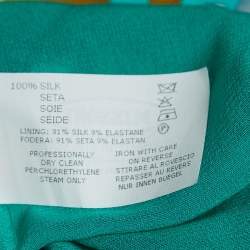 100% SILK
SETA
SOIE
SEIDE
LINING: 91% SILK 9% ELASTANE
FODERA: 91% SETA 9% ELASTAN
PROFESSIONALLY
DRY CLEAN
PERCHLORETHYLENE
STEAM ONLY
IRON WITH CARE
ON REVERSE
STIRARE AL ROVESCIO
REPASSER AU REVERS
NUR INNEN BUEGEL